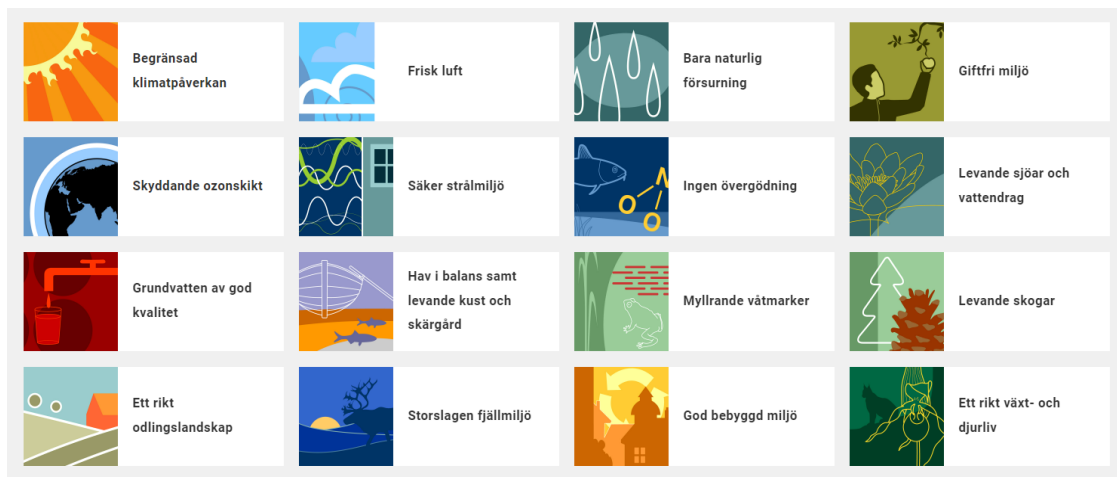 Begränsad
klimatpåverkan
Frisk luft
Bara naturlig
försurning
Giftfri miljö
Skyddande ozonskikt
Säker strålmiljö
N
O
O
Ingen övergödning
Levande sjöar och
vattendrag
Grundvatten av god
kvalitet
Hav i balans samt
levande kust och
skärgård
Myllrande våtmarker
Levande skogar
Ett rikt
odlingslandskap
Storslagen fjällmiljö
God bebyggd miljö
Ett rikt växt- och
djurliv